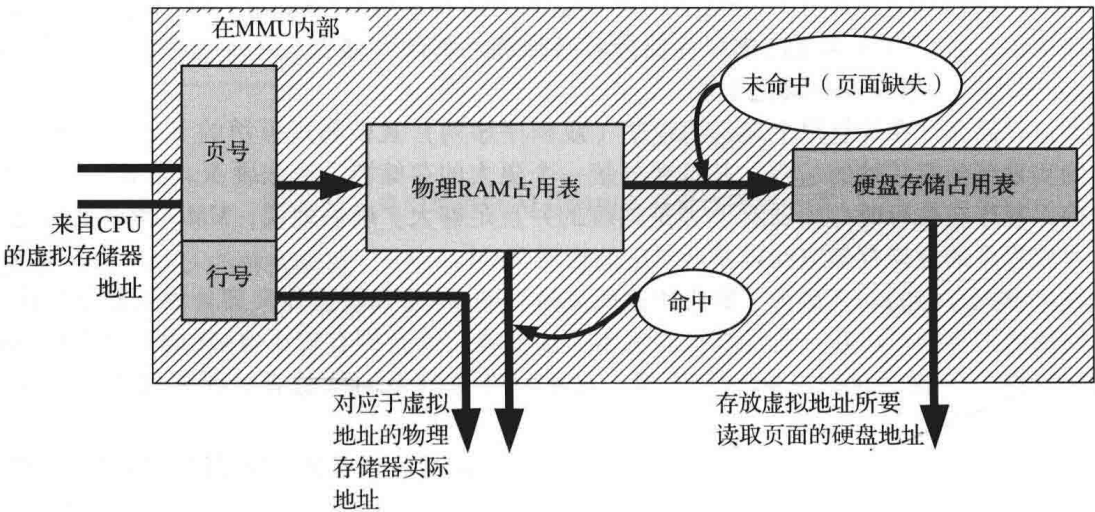 在MMU内部
未命中（页面缺失）
页号
物理RAM占用表
硬盘存储占用表
来自CPU
的虚拟存储器
地址
行号
命中
对应于虚拟
地址的物理
存储器实际
地址
存放虚拟地址所要
读取页面的硬盘地址